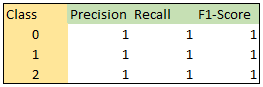 Class Precision Recall F1-Score
0 1 1 1
1 1 1 1
2 1 1 1